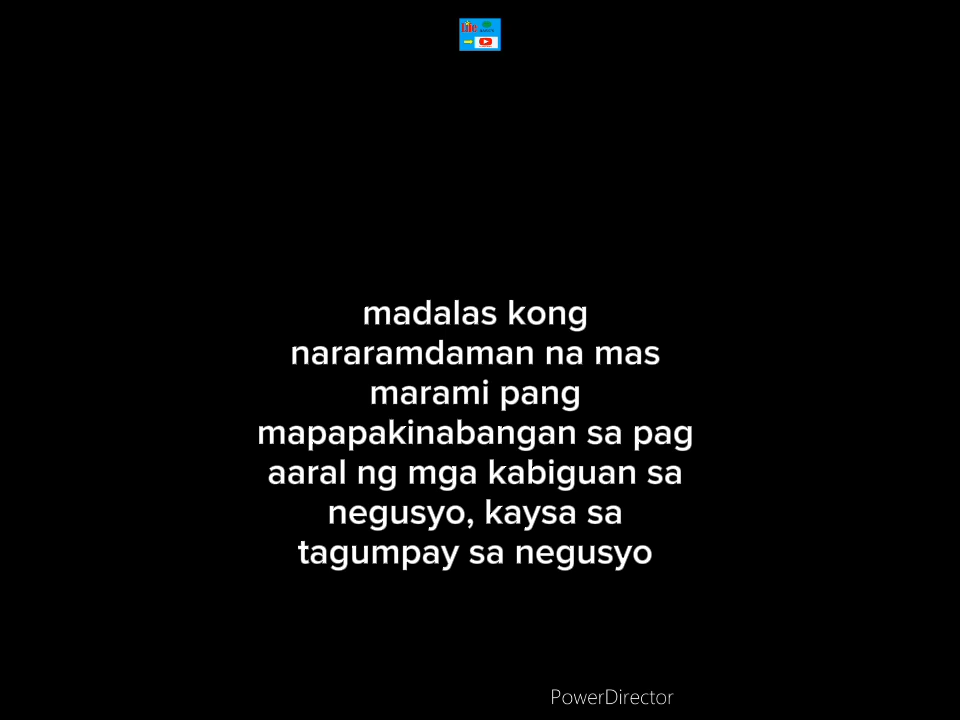 Life
madalas kong
nararamdaman na mas
marami pang
mapapakinabangan sa pag
aaral ng mga kabiguan sa
negusyo, kaysa sa
tagumpay sa negusyo
PowerDirector